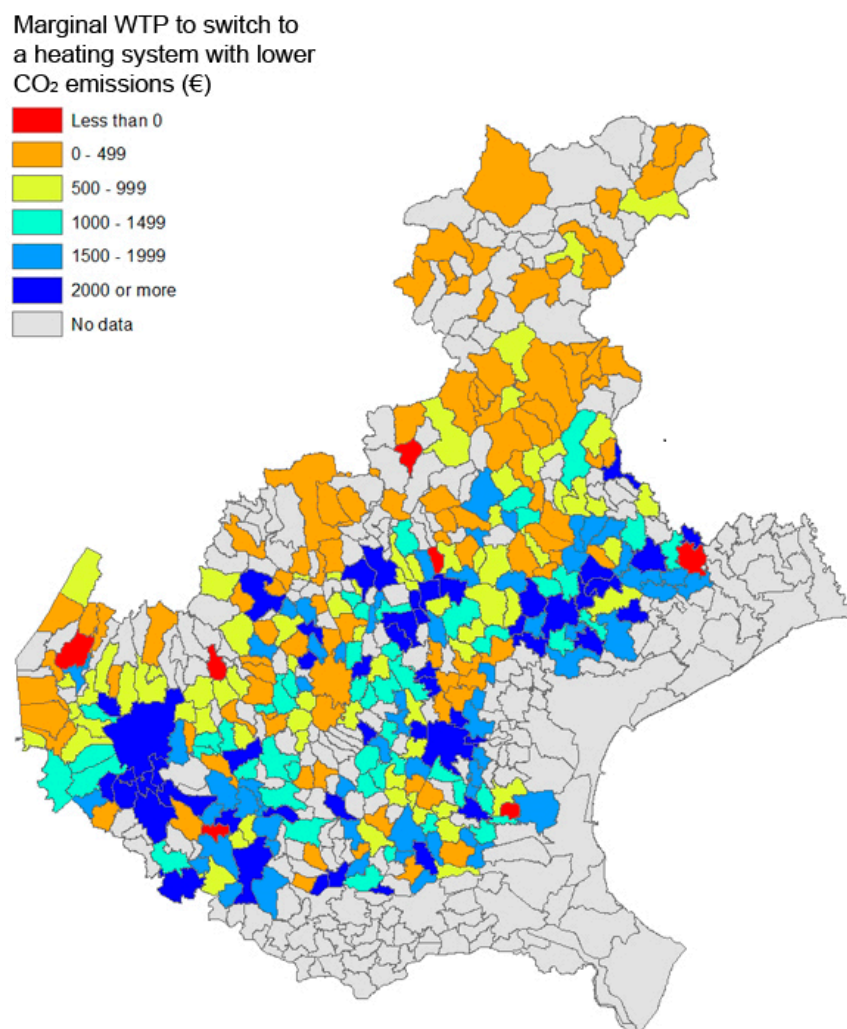 Marginal WTP to switch to
a heating system with lower
CO₂ emissions (€)
Less than 0
0 - 499
500 - 999
1000 - 1499
1500 - 1999
2000 or more
No data